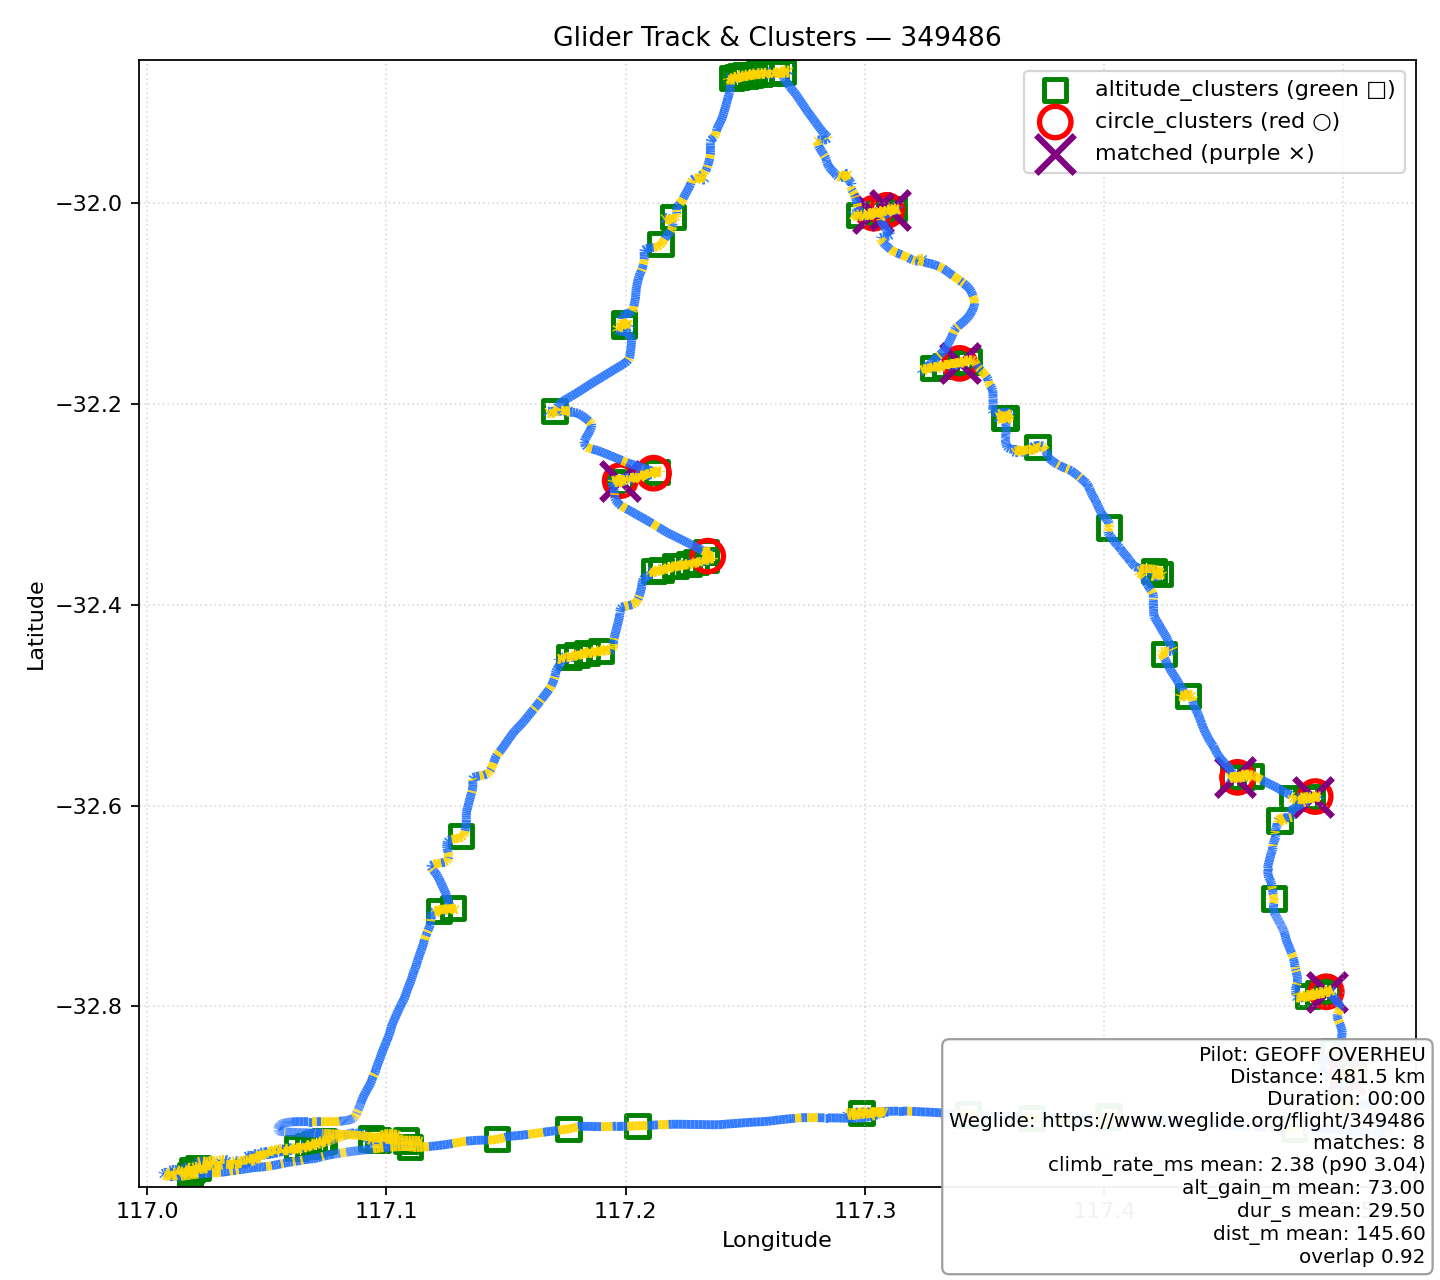 Glider Track & Clusters — 349486
altitude_clusters (green □)
circle_clusters (red ○)
matched (purple ×)
−32.0
−32.2
−32.4
−32.6
−32.8
Latitude
117.0
117.1
117.2
117.3
117.4
Longitude
Pilot: GEOFF OVERHEU
Distance: 481.5 km
Duration: 00:00
Weglide: https://www.weglide.org/flight/349486
matches: 8
climb_rate_ms mean: 2.38 (p90 3.04)
alt_gain_m mean: 73.00
dur_s mean: 29.50
dist_m mean: 145.60
overlap 0.92